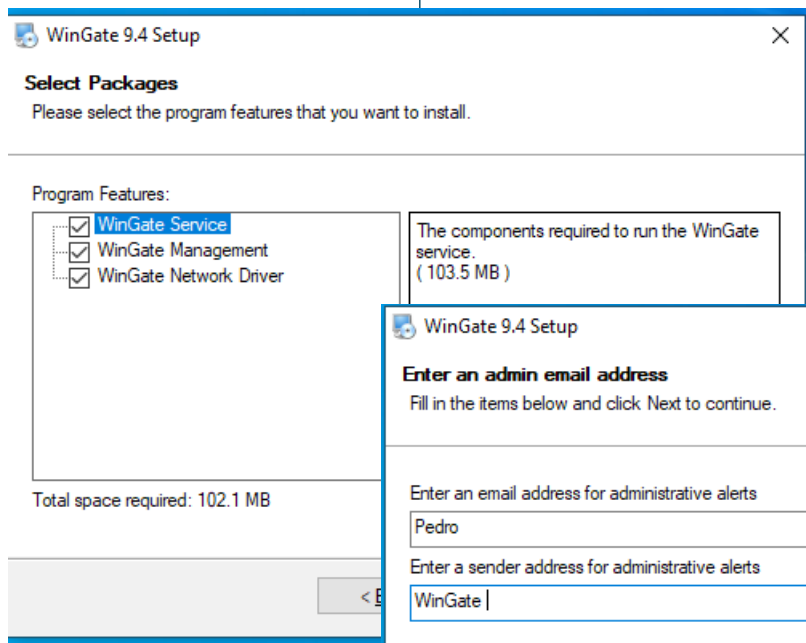 WinGate 9.4 Setup
Select Packages
Please select the program features that you want to install.
Program Features:
WinGate Service
WinGate Management
WinGate Network Driver
The components required to run the WinGate
service.
( 103.5 MB )
Total space required: 102.1 MB
<
WinGate 9.4 Setup
Enter an admin email address
Fill in the items below and click Next to continue.
Enter an email address for administrative alerts
Pedro
Enter a sender address for administrative alerts
WinGate